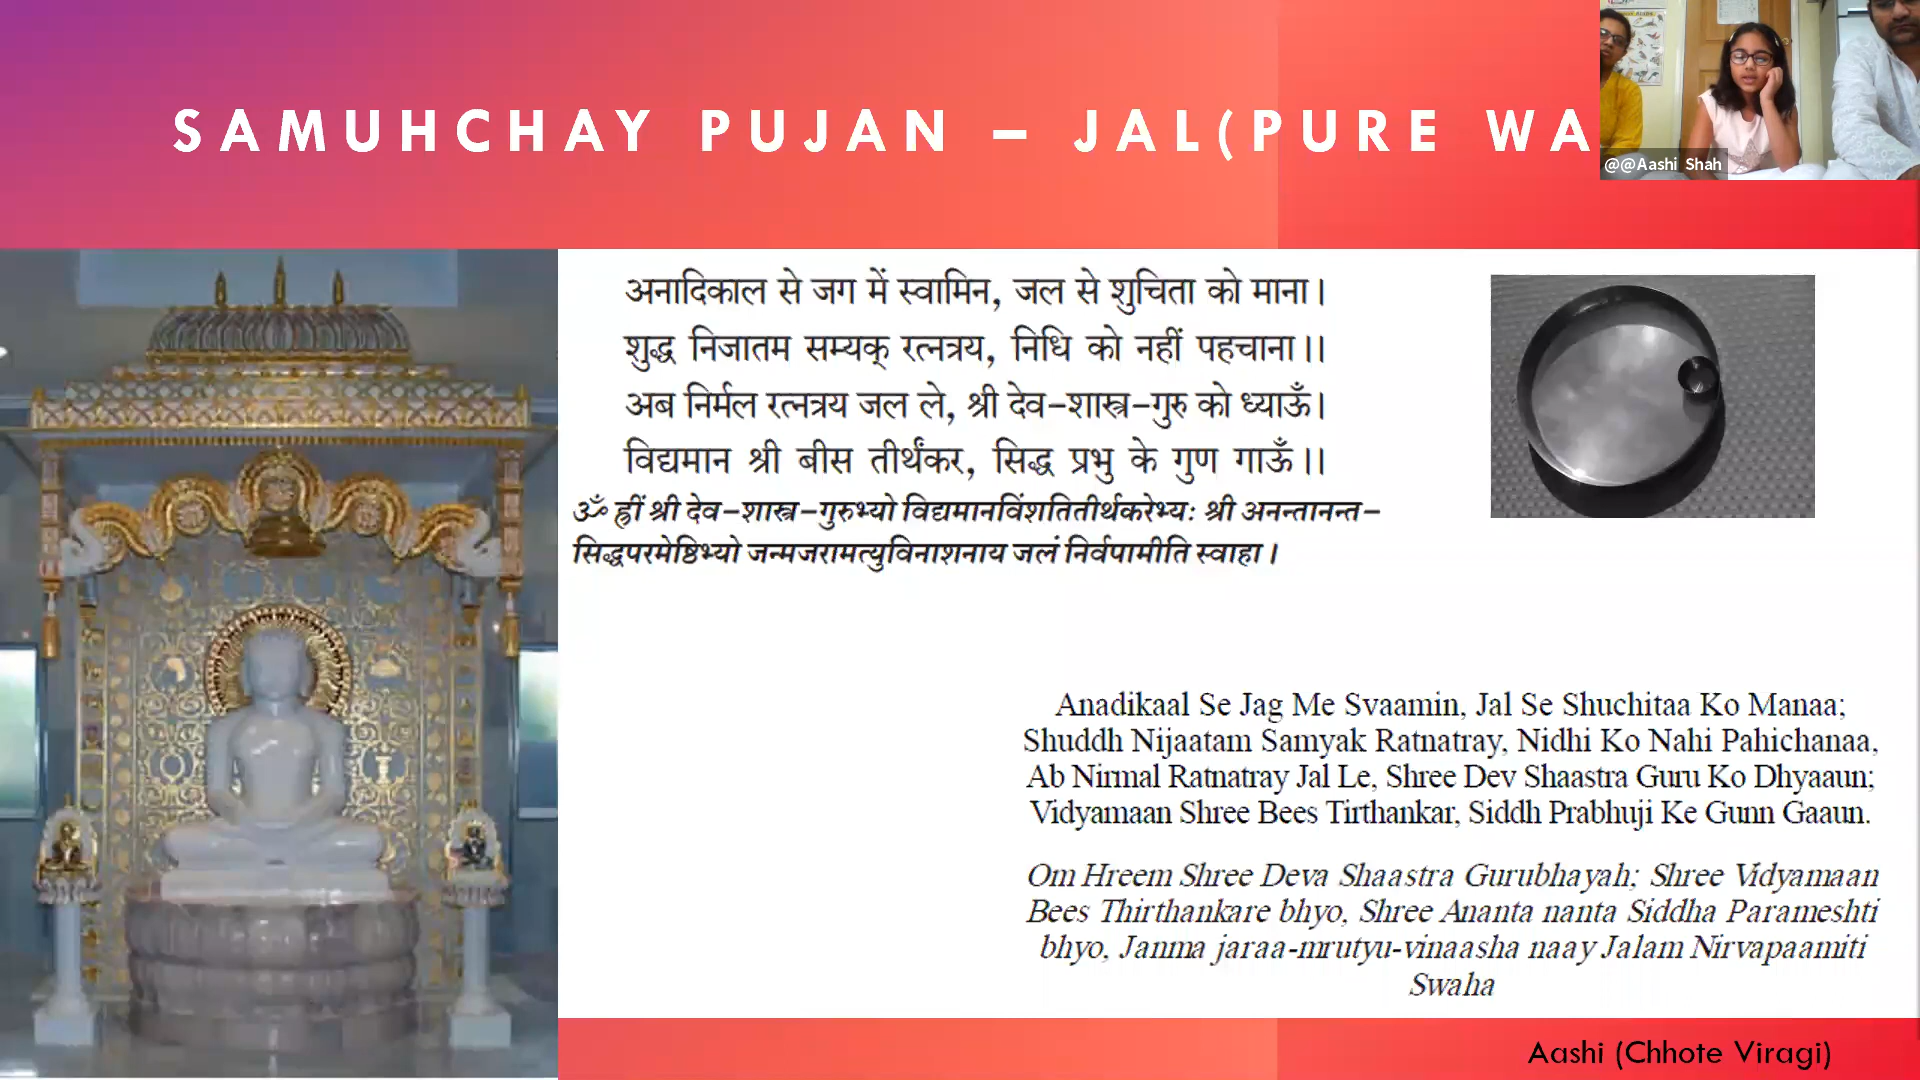 SAMUHCHAY PUJAN – JAL(PURE WA
@@Aashi Shah
अनादिकाल से जग में स्वामिन, जल से शुचिता को माना।
शुद्ध निजातम सम्यक् रत्नत्रय, निधि को नहीं पहचाना।।
अब निर्मल रत्नत्रय जल ले, श्री देव-शास्त्र-गुरु को ध्याऊँ।
विद्यमान श्री बीस तीर्थंकर, सिद्ध प्रभु के गुण गाऊँ।।
ॐ ह्रीं श्री देव-शास्त्र-गुरुभ्यो विद्यमानविंशतितीर्थकरेभ्यः श्री अनन्तानन्त-
सिद्धपरमेष्ठिभ्यो जन्मजरामत्युविनाशनाय जलं निर्वपामीति स्वाहा।
Anadikaal Se Jag Me Svaamin, Jal Se Shuchitaa Ko Manaa;
Shuddh Nijaatam Samyak Ratnatray, Nidhi Ko Nahi Pahichanaa,
Ab Nirmal Ratnatray Jal Le, Shree Dev Shaastra Guru Ko Dhyaaun;
Vidyamaan Shree Bees Tirthankar, Siddh Prabhuji Ke Gunn Gaaun.
Om Hreem Shree Deva Shaastra Gurubhayah; Shree Vidyamaan
Bees Thirthankare bhyo, Shree Ananta nanta Siddha Parameshti
bhyo, Janma jaraa-mrutyu-vinaasha naay Jalam Nirvapaamiti
Swaha
Aashi (Chhote Viragi)